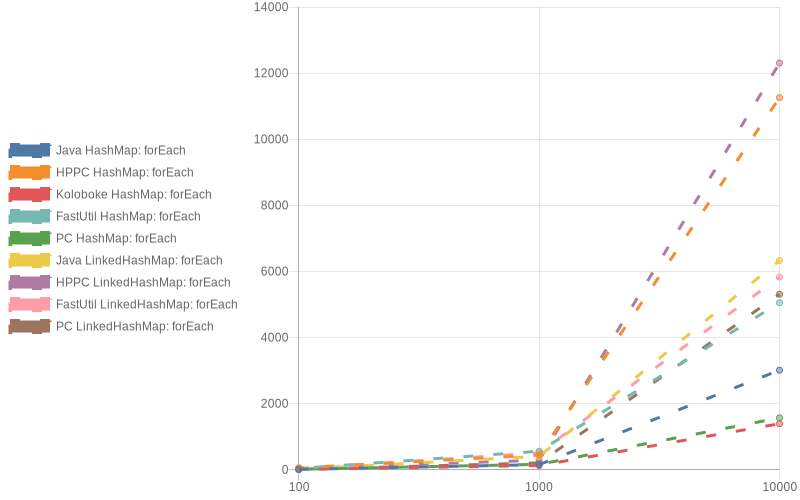 14000
12000
10000
8000
6000
4000
2000
0
100
1000
10000
Java HashMap: forEach
HPPC HashMap: forEach
Koloboke HashMap: forEach
FastUtil HashMap: forEach
PC HashMap: forEach
Java LinkedHashMap: forEach
HPPC LinkedHashMap: forEach
FastUtil LinkedHashMap: forEach
PC LinkedHashMap: forEach